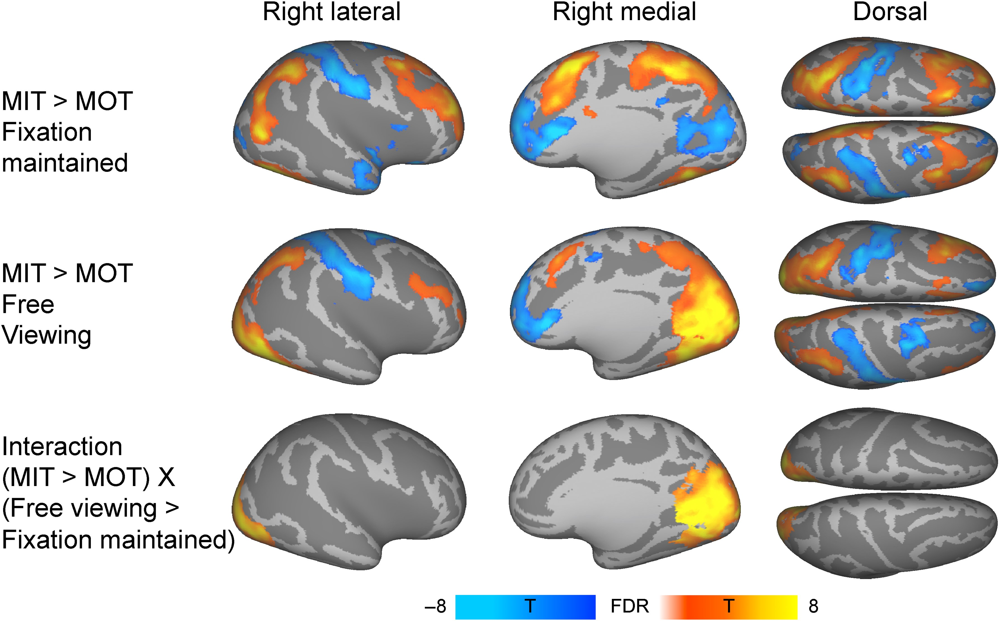 Right lateral
Right medial
Dorsal
MIT > MOT
Fixation
maintained
MIT > MOT
Free
Viewing
Interaction
(MIT > MOT) X
(Free viewing >
Fixation maintained)
–8 T FDR T 8